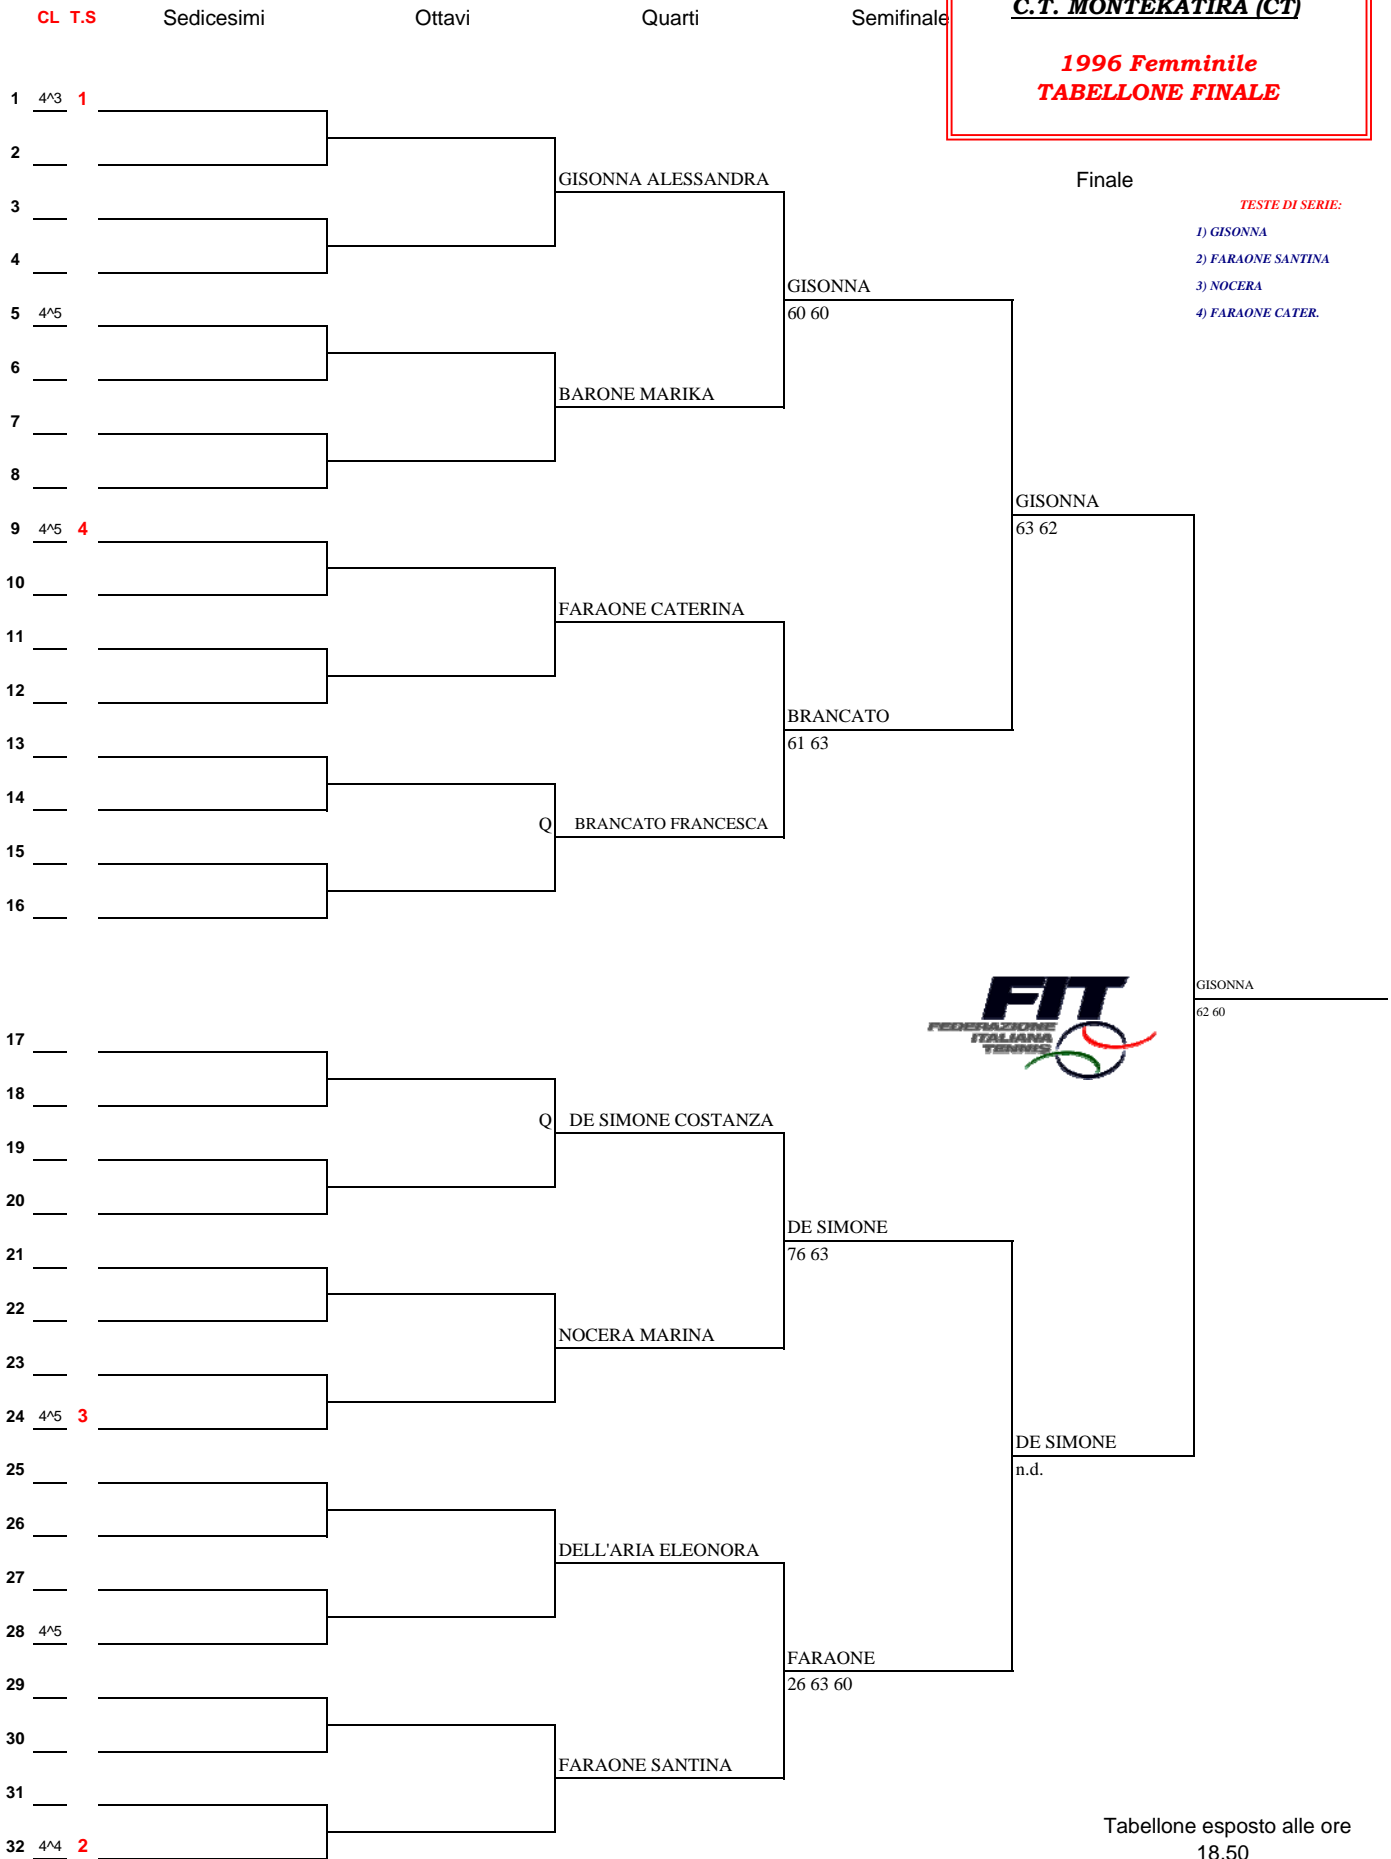 C.T. MONTEKATIRA (CT)
CL T.S Sedicesimi Ottavi Quarti Semifinale
1996 Femminile
TABELLONE FINALE
1 4^3 1
2
GISONNA ALESSANDRA
Finale
3
TESTE DI SERIE:
1) GISONNA
4
2) FARAONE SANTINA
GISONNA
3) NOCERA
5 4^5
60 60
4) FARAONE CATER.
6
BARONE MARIKA
7
8
GISONNA
9 4^5 4
63 62
10
FARAONE CATERINA
11
12
BRANCATO
13
61 63
14
Q BRANCATO FRANCESCA
15
16
GISONNA
FIT
62 60
FEDERAZIONE
ITALIANA
TENNIS
17
18
Q DE SIMONE COSTANZA
19
20
DE SIMONE
21
76 63
22
NOCERA MARINA
23
24 4^5 3
DE SIMONE
25
n.d.
26
DELL'ARIA ELEONORA
27
28 4^5
FARAONE
29
26 63 60
30
FARAONE SANTINA
31
Tabellone esposto alle ore
32 4^4 2
18.50